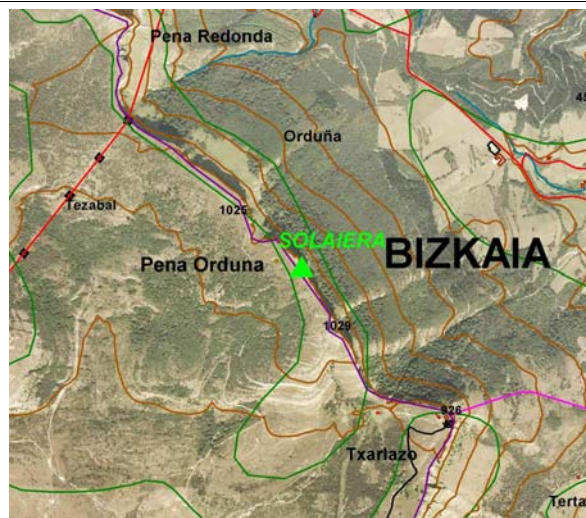 Pena Redonda
45
Orduña
Tezabal
1025
SOLAIERA
Pena Orduna
BIZKAIA
1029
926
Txarlazo
Terta